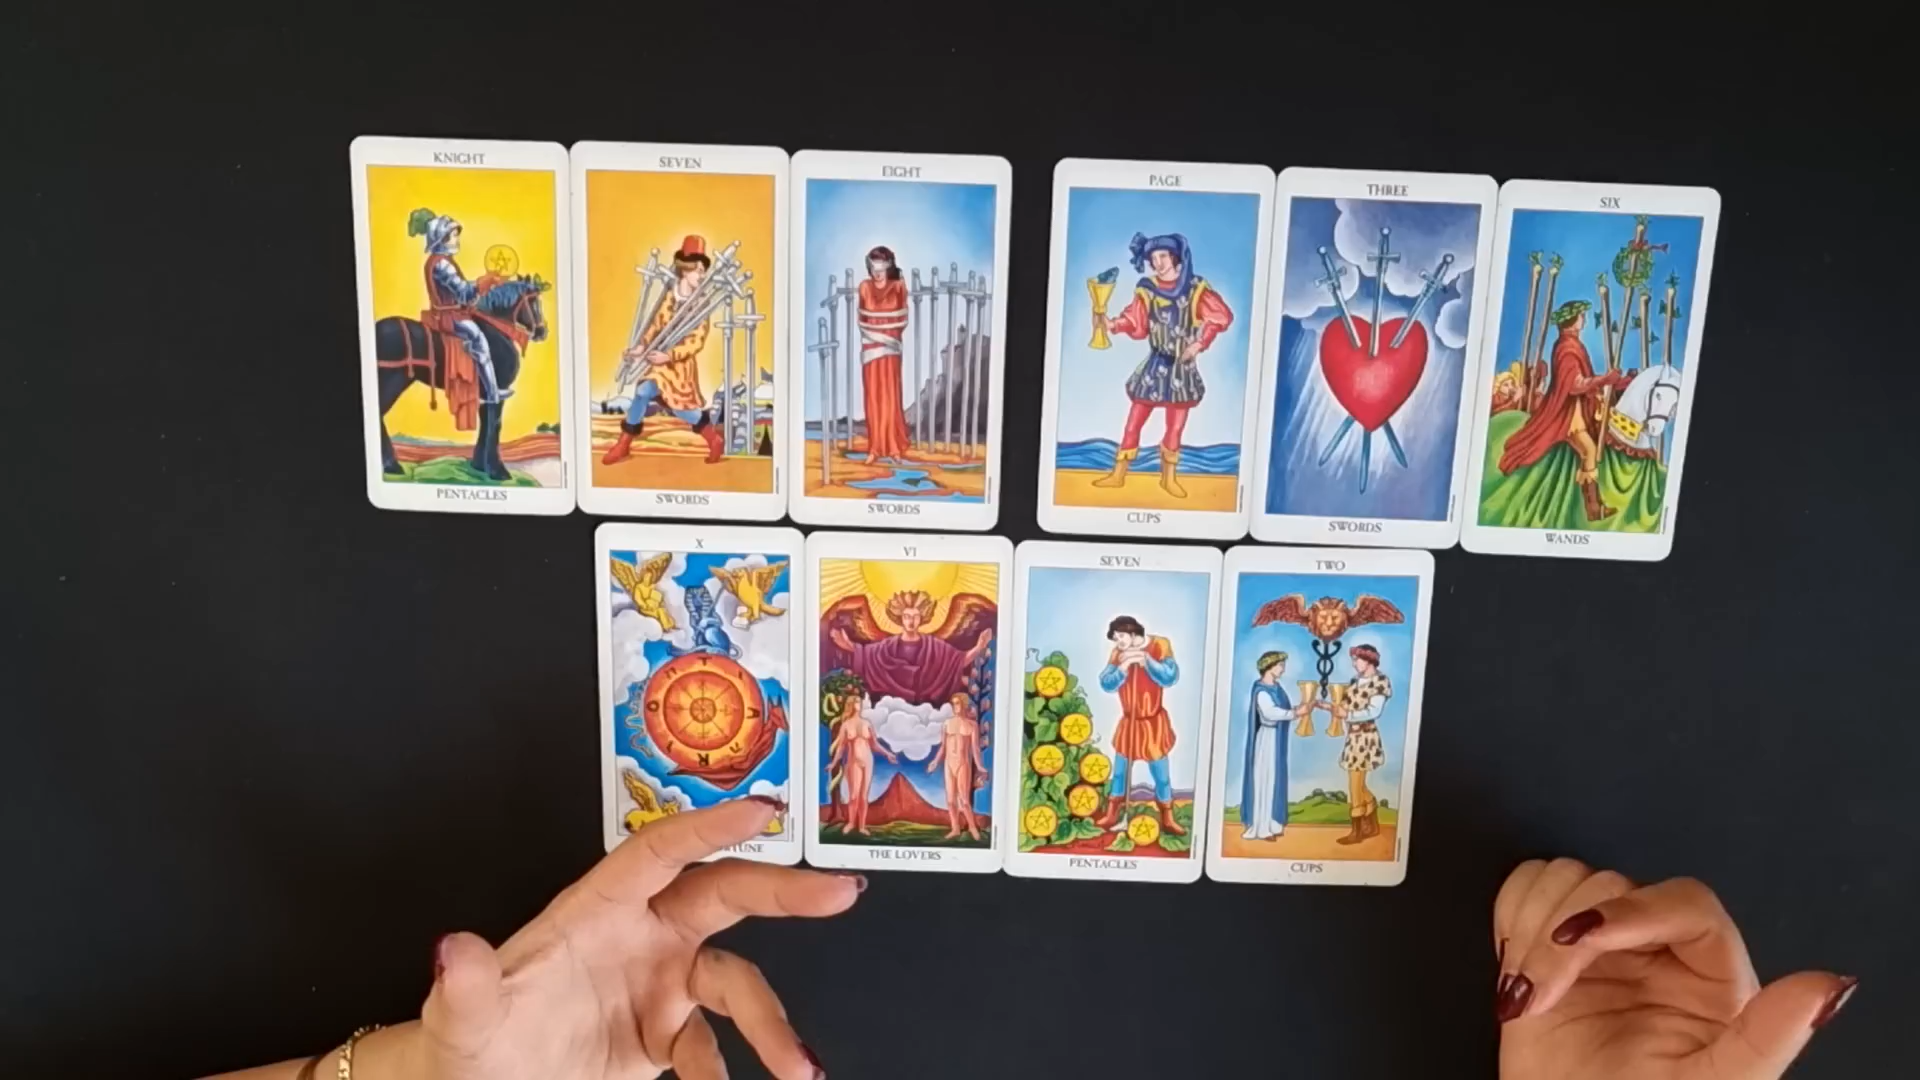 KNIGHT
PENTACLES
SEVEN
SWORDS
EIGHT
SWORDS
PAGE
CUPS
THREE
SWORDS
SIX
WANDS
X
VI
THE LOVERS
SEVEN
PENTACLES
TWO
CUPS